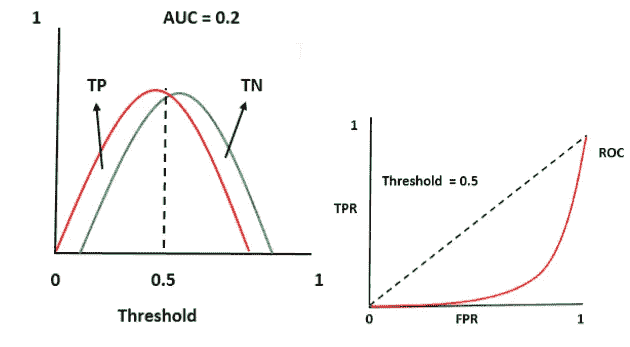 1
AUC = 0.2
TP
TN
0
0.5
1
Threshold
1
ROC
Threshold = 0.5
TPR
0
FPR
1